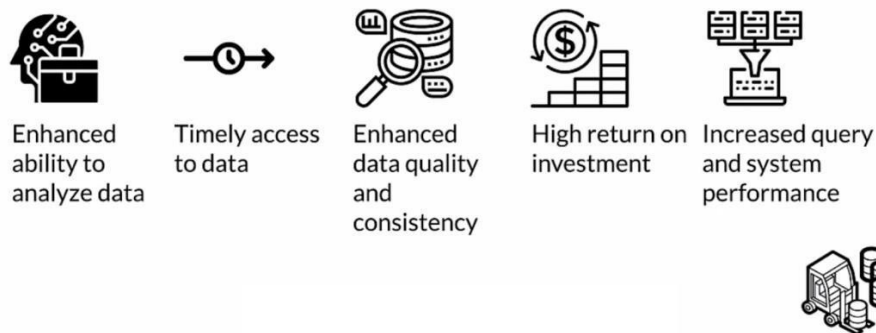 Enhanced
ability to
analyze data
Timely access
to data
Enhanced
data quality
and
consistency
High return on
investment
Increased query
and system
performance